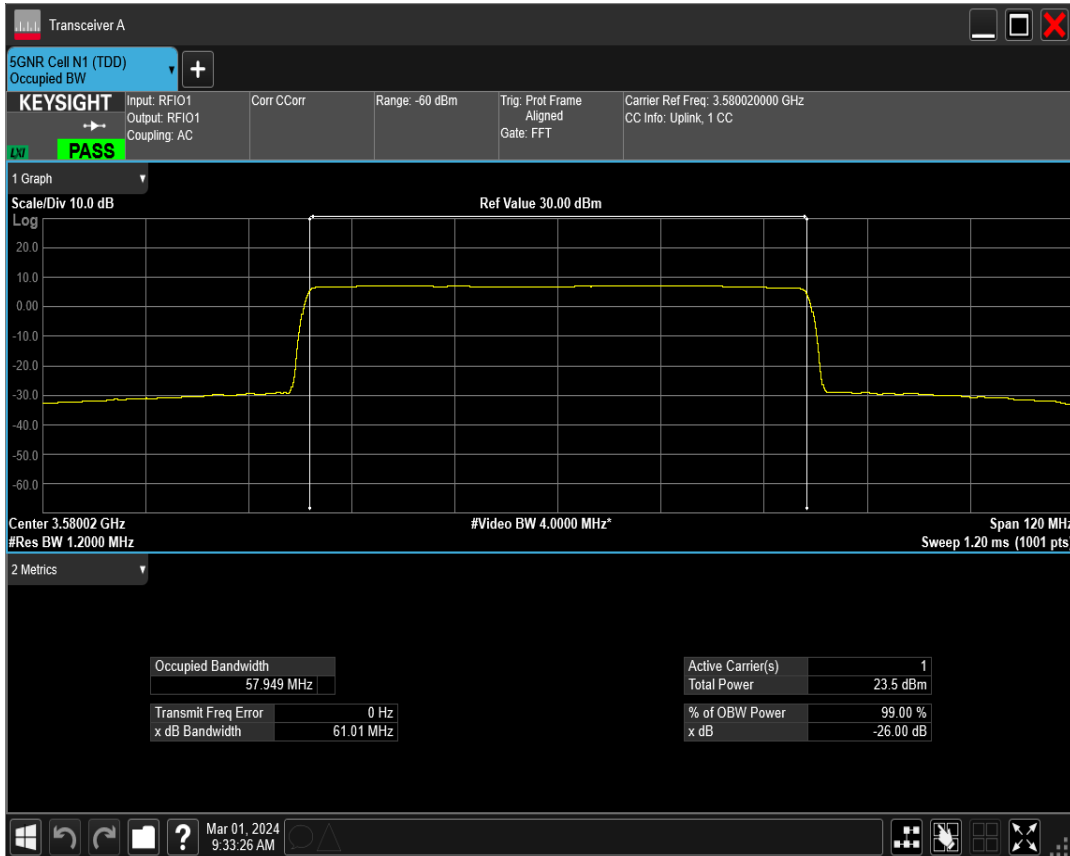 Transceiver A
5GNR Cell N1 (TDD)
Occupied BW
+
KEYSIGHT
LXI
PASS
Input: RFIO1
Output: RFIO1
Coupling: AC
Corr CCorr
Range: -60 dBm
Trig: Prot Frame
Aligned
Gate: FFT
Carrier Ref Freq: 3.580020000 GHz
CC Info: Uplink, 1 CC
1 Graph
Scale/Div 10.0 dB
Ref Value 30.00 dBm
Log
20.0
10.0
0.00
-10.0
-20.0
-30.0
-40.0
-50.0
-60.0
Center 3.58002 GHz
#Video BW 4.0000 MHz*
Span 120 MHz
#Res BW 1.2000 MHz
Sweep 1.20 ms (1001 pts)
2 Metrics
Occupied Bandwidth
57.949 MHz
Transmit Freq Error 0 Hz
x dB Bandwidth 61.01 MHz
Active Carrier(s) 1
Total Power 23.5 dBm
% of OBW Power 99.00 %
x dB -26.00 dB
?
Mar 01, 2024
9:33:26 AM